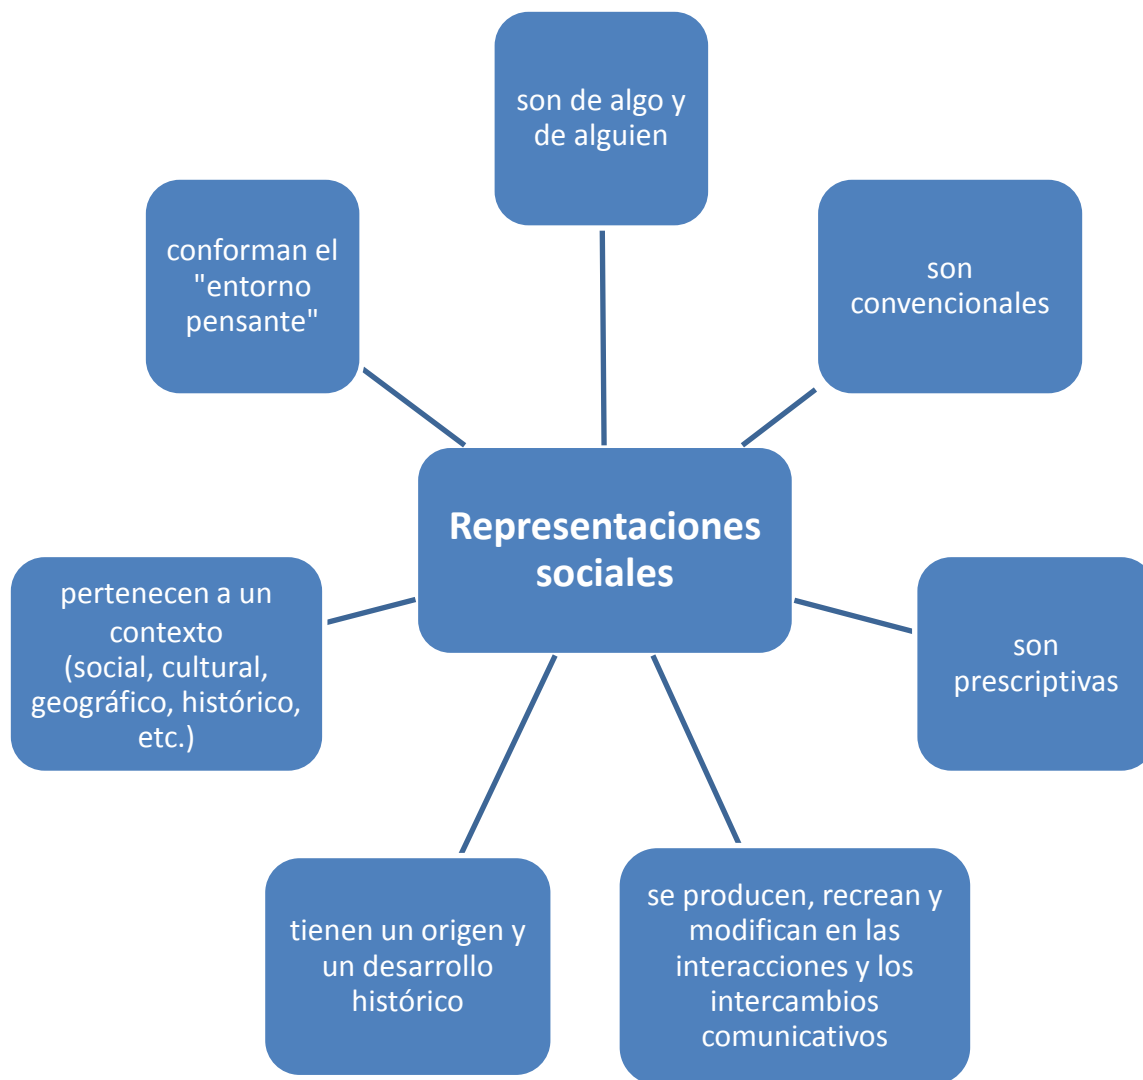 son de algo y
de alguien
conforman el
"entorno
pensante"
son
convencionales
Representaciones
sociales
pertenecen a un
contexto
(social, cultural,
geográfico, histórico,
etc.)
son
prescriptivas
tienen un origen y
un desarrollo
histórico
se producen, recrean y
modifican en las
interacciones y los
intercambios
comunicativos